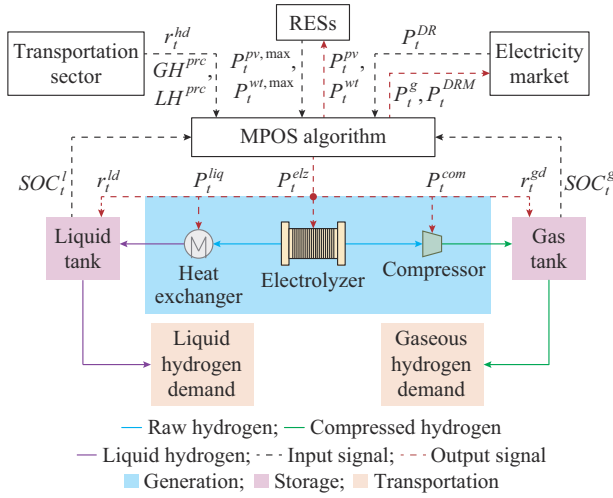 RESs
Transportation
sector
r_t^{hd}
GH^{prc},
LH^{prc}
P_t^{pv,max},
P_t^{wt,max}
P_t^{pv}
P_t^{wt}
P_t^{DR}
P_t^{g}, P_t^{DRM}
Electricity
market
MPOS algorithm
SOC_t^{l}
r_t^{ld}
P_t^{liq}
P_t^{elz}
P_t^{com}
r_t^{gd}
SOC_t^{g}
Liquid
tank
Heat
exchanger
Electrolyzer
Compressor
Gas
tank
Liquid
hydrogen
demand
Gaseous
hydrogen
demand
Raw hydrogen; Compressed hydrogen
Liquid hydrogen; Input signal; Output signal
Generation; Storage; Transportation